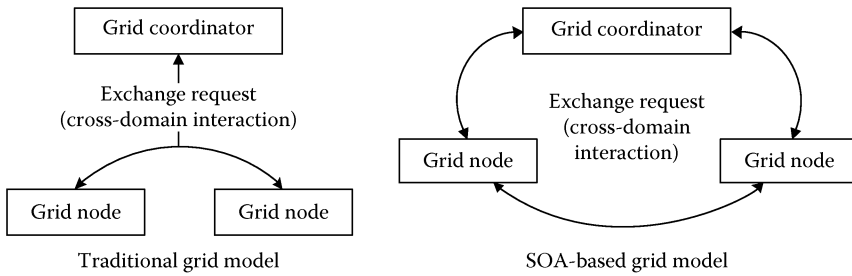 Grid coordinator
Exchange request
(cross-domain interaction)
Grid node
Grid node
Traditional grid model
Grid coordinator
Exchange request
(cross-domain
interaction)
Grid node
Grid node
SOA-based grid model